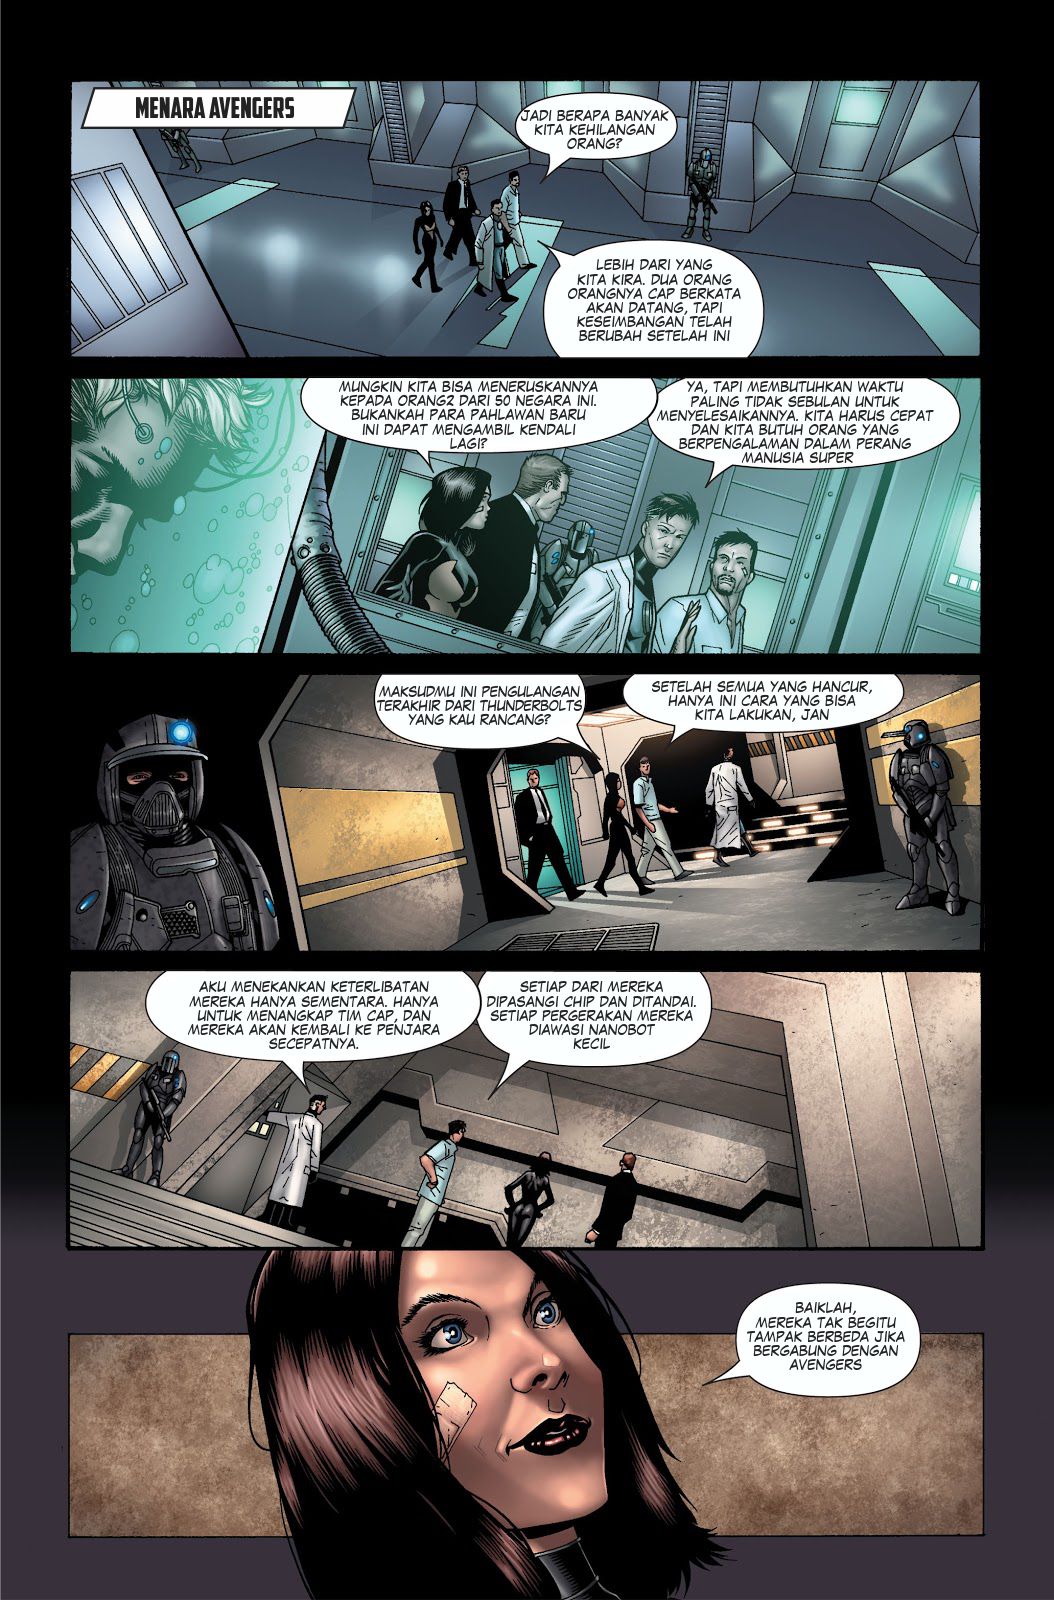 MENARA AVENGERS
JADI BERAPA BANYAK
KITA KEHILANGAN
ORANG?
LEBIH DARI YANG
KITA KIRA. DUA ORANG
ORANGNYA CAP BERKATA
AKAN DATANG, TAPI
KESEIMBANGAN TELAH
BERUBAH SETELAH INI
MUNGKIN KITA BISA MENERUSKANNYA
KEPADA ORANG2 DARI 50 NEGARA INI.
BUKANKAH PARA PAHLAWAN BARU
INI DAPAT MENGAMBIL KENDALI
LAGI?
YA, TAPI MEMBUTUHKAN WAKTU
PALING TIDAK SEBULAN UNTUK
MENYELESAIKANNYA. KITA HARUS CEPAT
DAN KITA BUTUH ORANG YANG
BERPENGALAMAN DALAM PERANG
MANUSIA SUPER
MAKSUDMU INI PENGULANGAN
TERAKHIR DARI THUNDERBOLTS
YANG KAU RANCANG?
SETELAH SEMUA YANG HANCUR,
HANYA INI CARA YANG BISA
KITA LAKUKAN, JAN
AKU MENEKANKAN KETERLIBATAN
MEREKA HANYA SEMENTARA. HANYA
UNTUK MENANGKAP TIM CAP, DAN
MEREKA AKAN KEMBALI KE PENJARA
SECEPATNYA.
SETIAP DARI MEREKA
DIPASANGI CHIP DAN DITANDAI.
SETIAP PERGERAKAN MEREKA
DIAWASI NANOBOT
KECIL
BAIKLAH,
MEREKA TAK BEGITU
TAMPAK BERBEDA JIKA
BERGABUNG DENGAN
AVENGERS